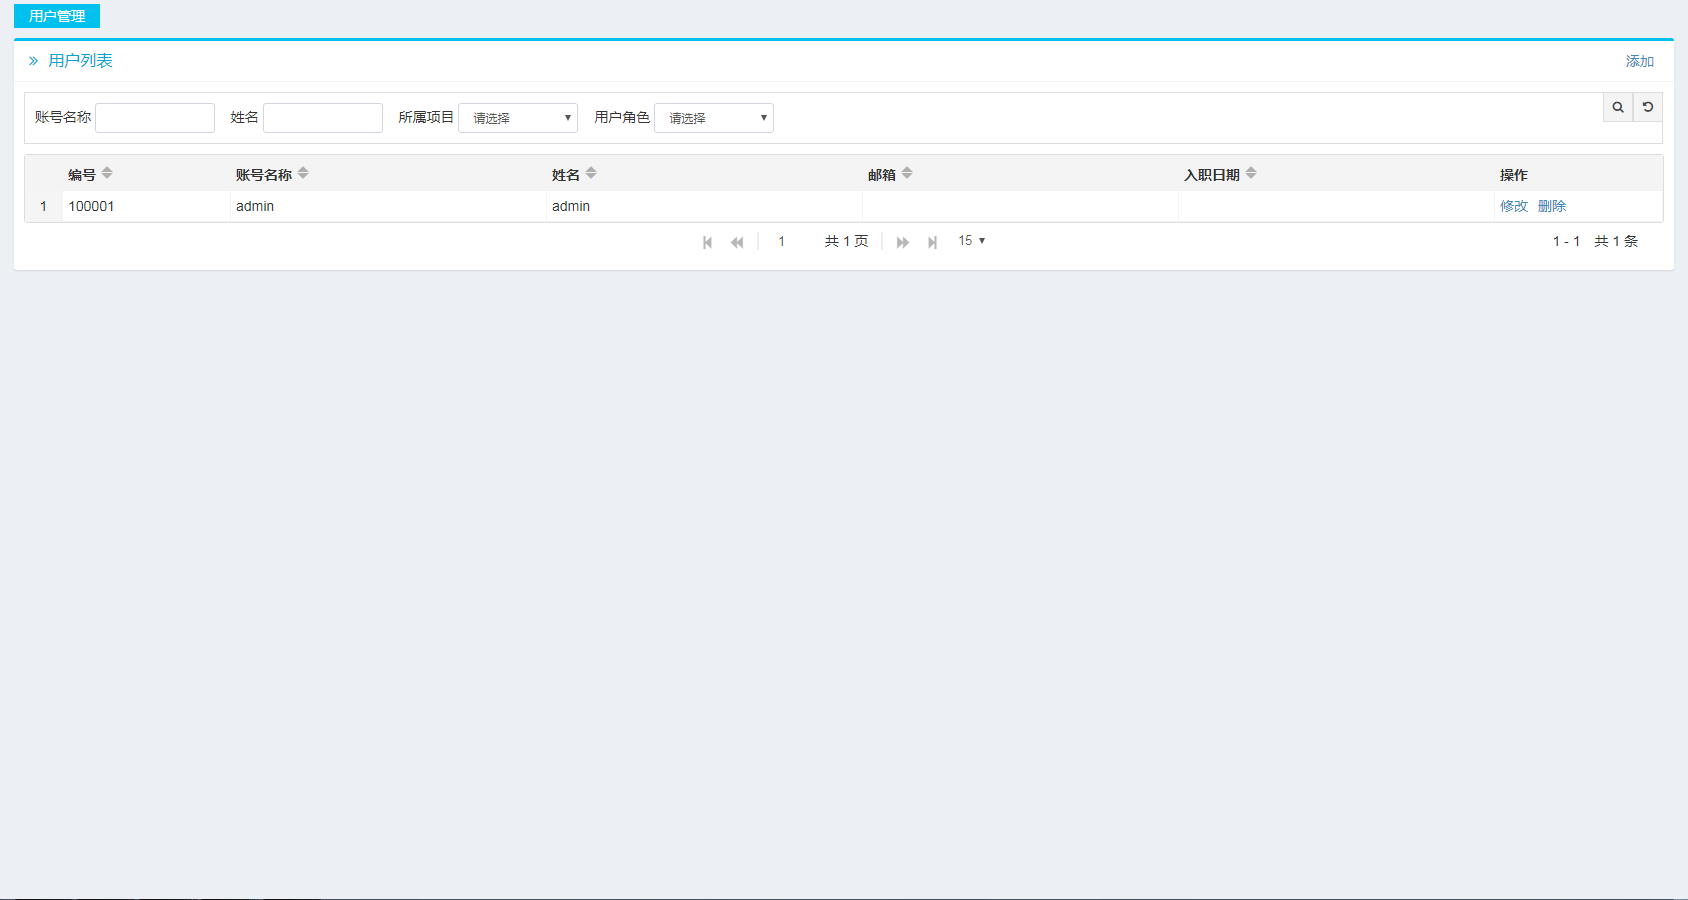 用户管理
用户列表 添加
账号名称 姓名 所属项目 请选择 用户角色 请选择
编号 账号名称 姓名 邮箱 入职日期 操作
1 100001 admin admin 修改 删除
1 共 1 页 15 1 - 1 共 1 条